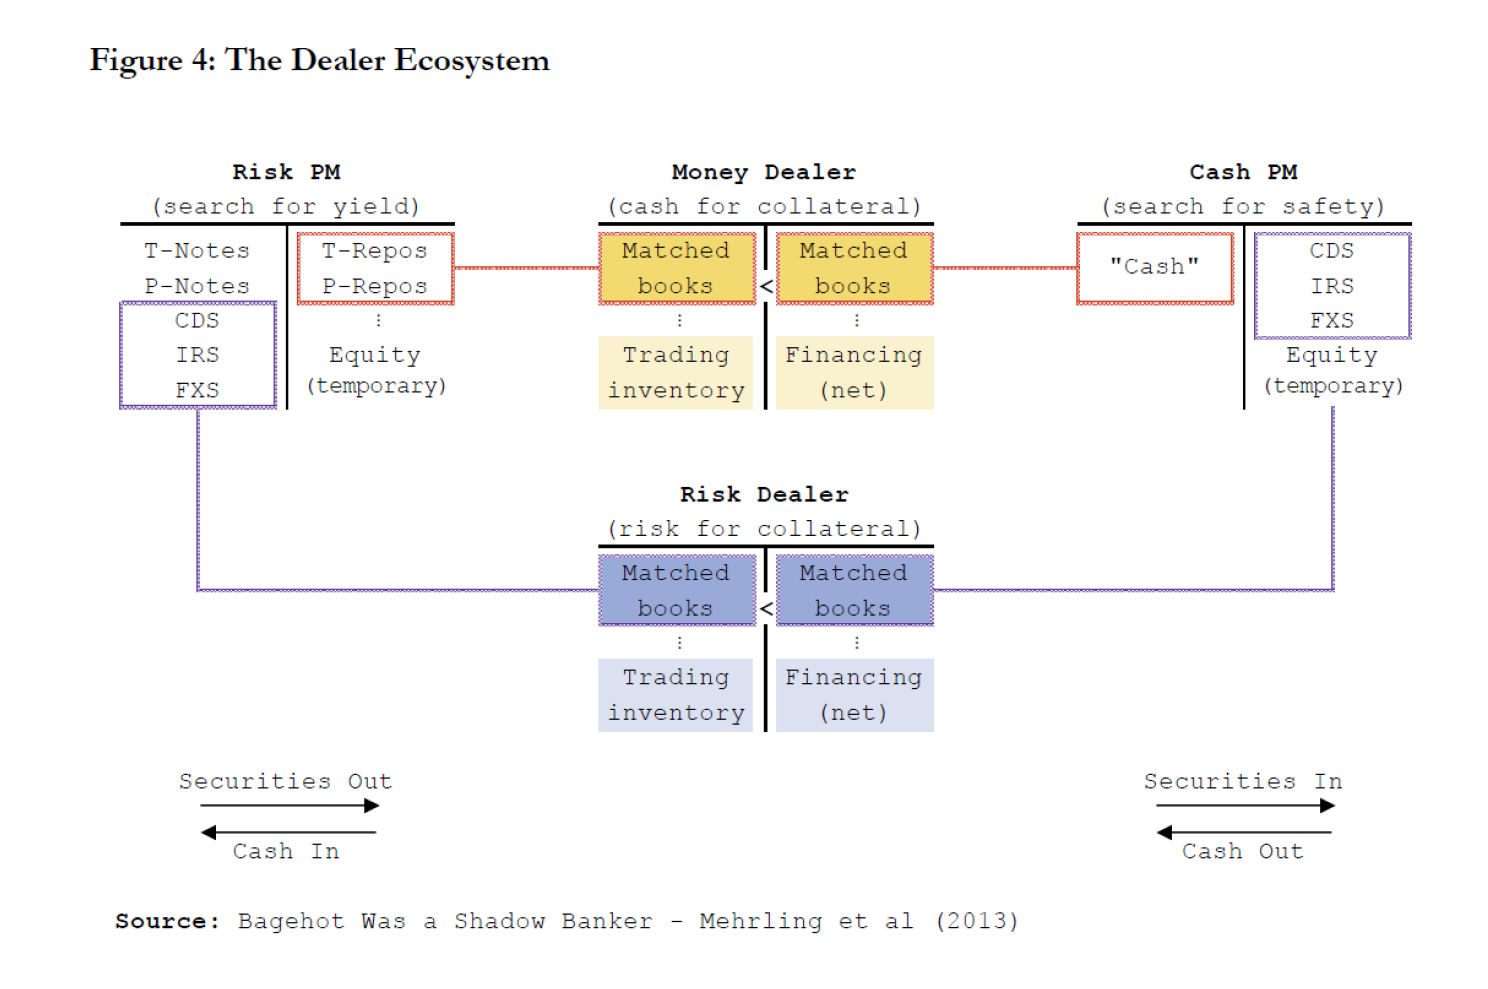 Figure 4: The Dealer Ecosystem
Risk PM
(search for yield)
T-Notes
P-Notes
CDS
IRS
FXS
T-Repos
P-Repos
⋮
Equity
(temporary)
Money Dealer
(cash for collateral)
Matched
books
⋮
Trading
inventory
<
Matched
books
⋮
Financing
(net)
Cash PM
(search for safety)
"Cash"
CDS
IRS
FXS
Equity
(temporary)
Risk Dealer
(risk for collateral)
Matched
books
⋮
Trading
inventory
<
Matched
books
⋮
Financing
(net)
Securities Out
Cash In
Securities In
Cash Out
Source: Bagehot Was a Shadow Banker - Mehrling et al (2013)